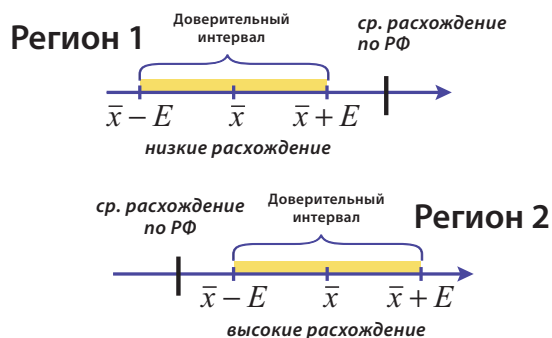 Регион 1
Доверительный
интервал
ср. расхождение
по РФ
x̅ − E
x̅
x̅ + E
низкие расхождение
ср. расхождение
по РФ
Доверительный
интервал
Регион 2
x̅ − E
x̅
x̅ + E
высокие расхождение